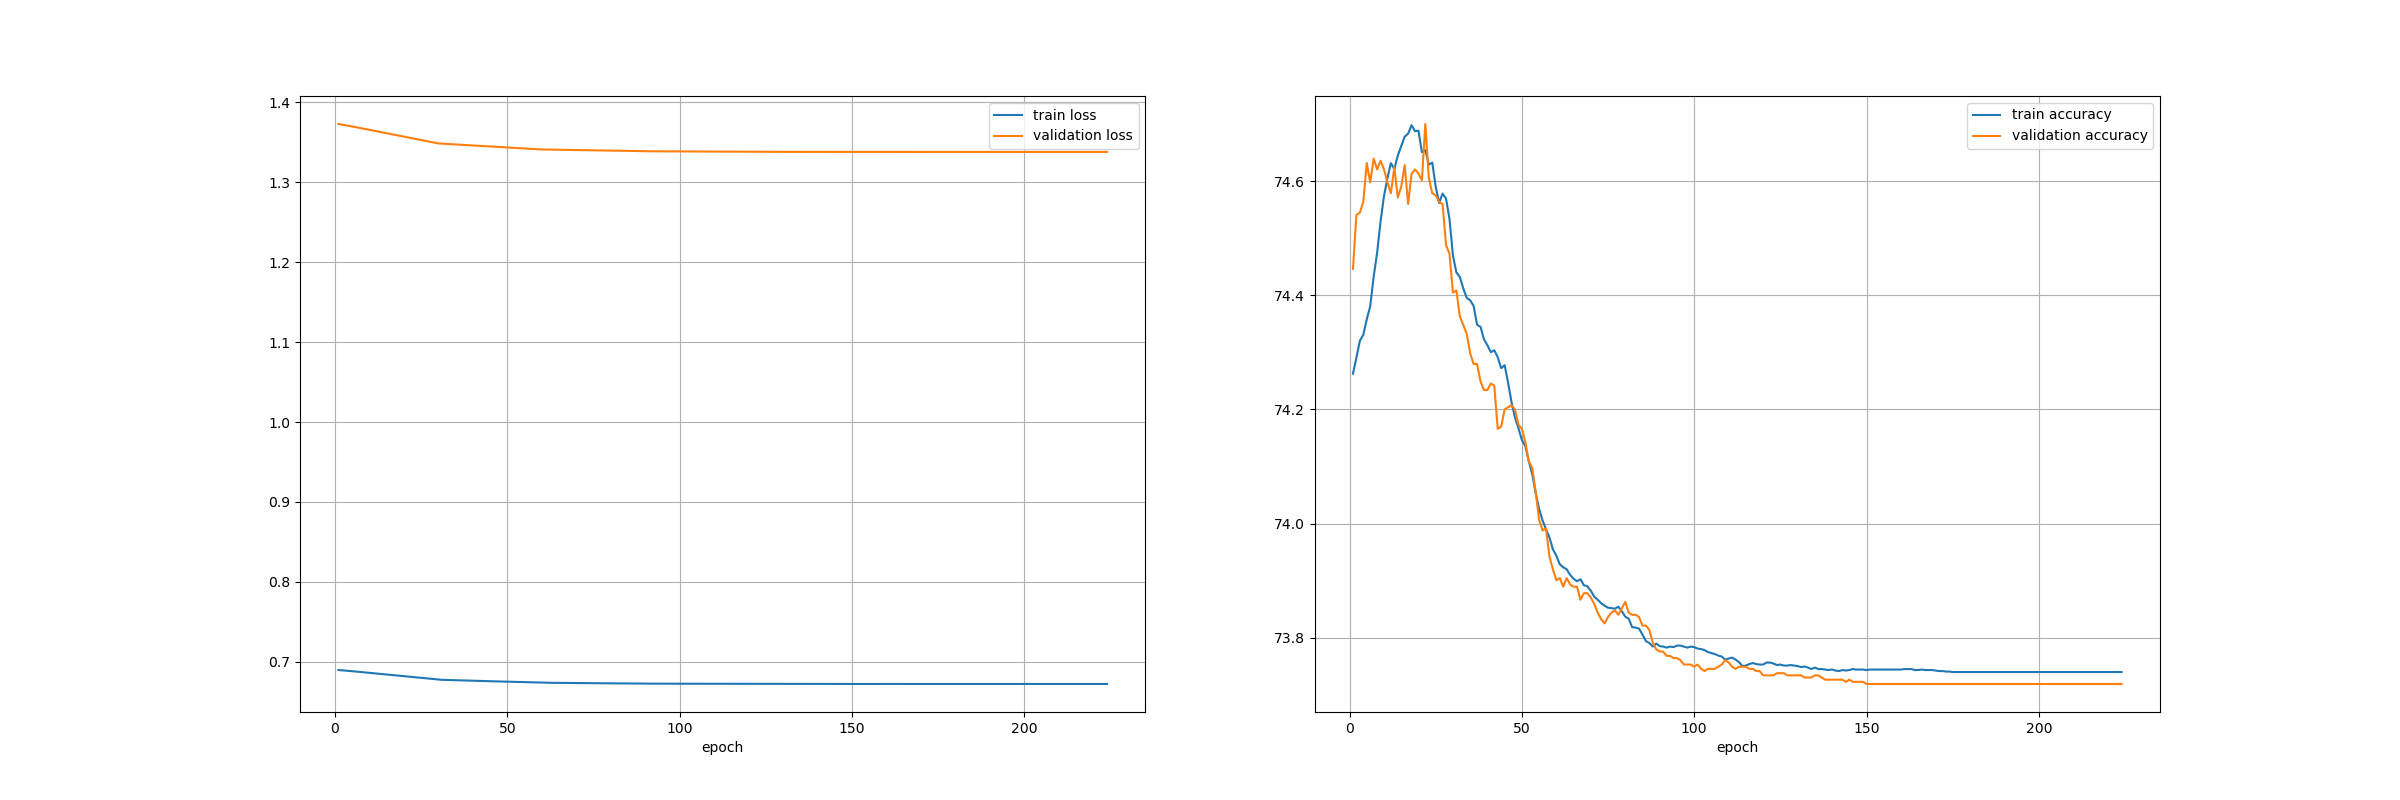 1.4
1.3
1.2
1.1
1.0
0.9
0.8
0.7
0 50 100 150 200
epoch
train loss
validation loss
74.6
74.4
74.2
74.0
73.8
0 50 100 150 200
epoch
train accuracy
validation accuracy